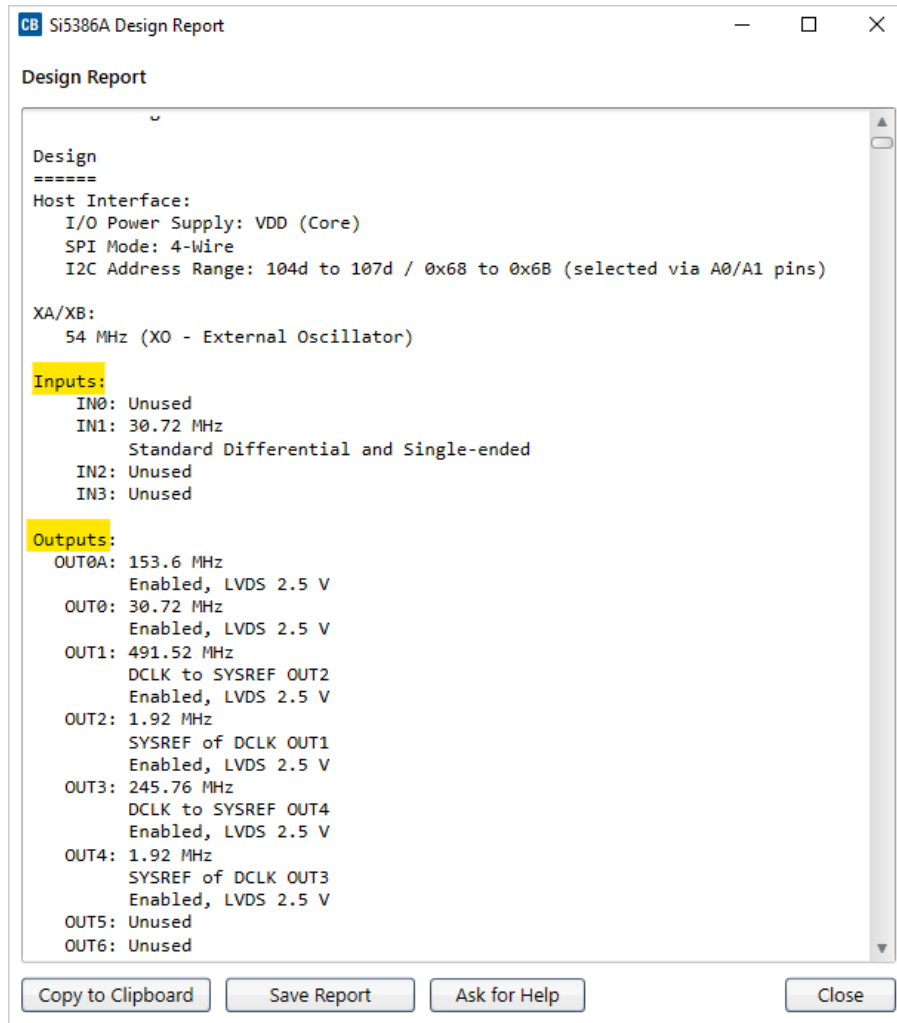 CB Si5386A Design Report
Design Report
Design
======
Host Interface:
I/O Power Supply: VDD (Core)
SPI Mode: 4-Wire
I2C Address Range: 104d to 107d / 0x68 to 0x6B (selected via A0/A1 pins)
XA/XB:
54 MHz (XO - External Oscillator)
Inputs:
IN0: Unused
IN1: 30.72 MHz
Standard Differential and Single-ended
IN2: Unused
IN3: Unused
Outputs:
OUT0A: 153.6 MHz
Enabled, LVDS 2.5 V
OUT0: 30.72 MHz
Enabled, LVDS 2.5 V
OUT1: 491.52 MHz
DCLK to SYSREF OUT2
Enabled, LVDS 2.5 V
OUT2: 1.92 MHz
SYSREF of DCLK OUT1
Enabled, LVDS 2.5 V
OUT3: 245.76 MHz
DCLK to SYSREF OUT4
Enabled, LVDS 2.5 V
OUT4: 1.92 MHz
SYSREF of DCLK OUT3
Enabled, LVDS 2.5 V
OUT5: Unused
OUT6: Unused
Copy to Clipboard Save Report Ask for Help Close